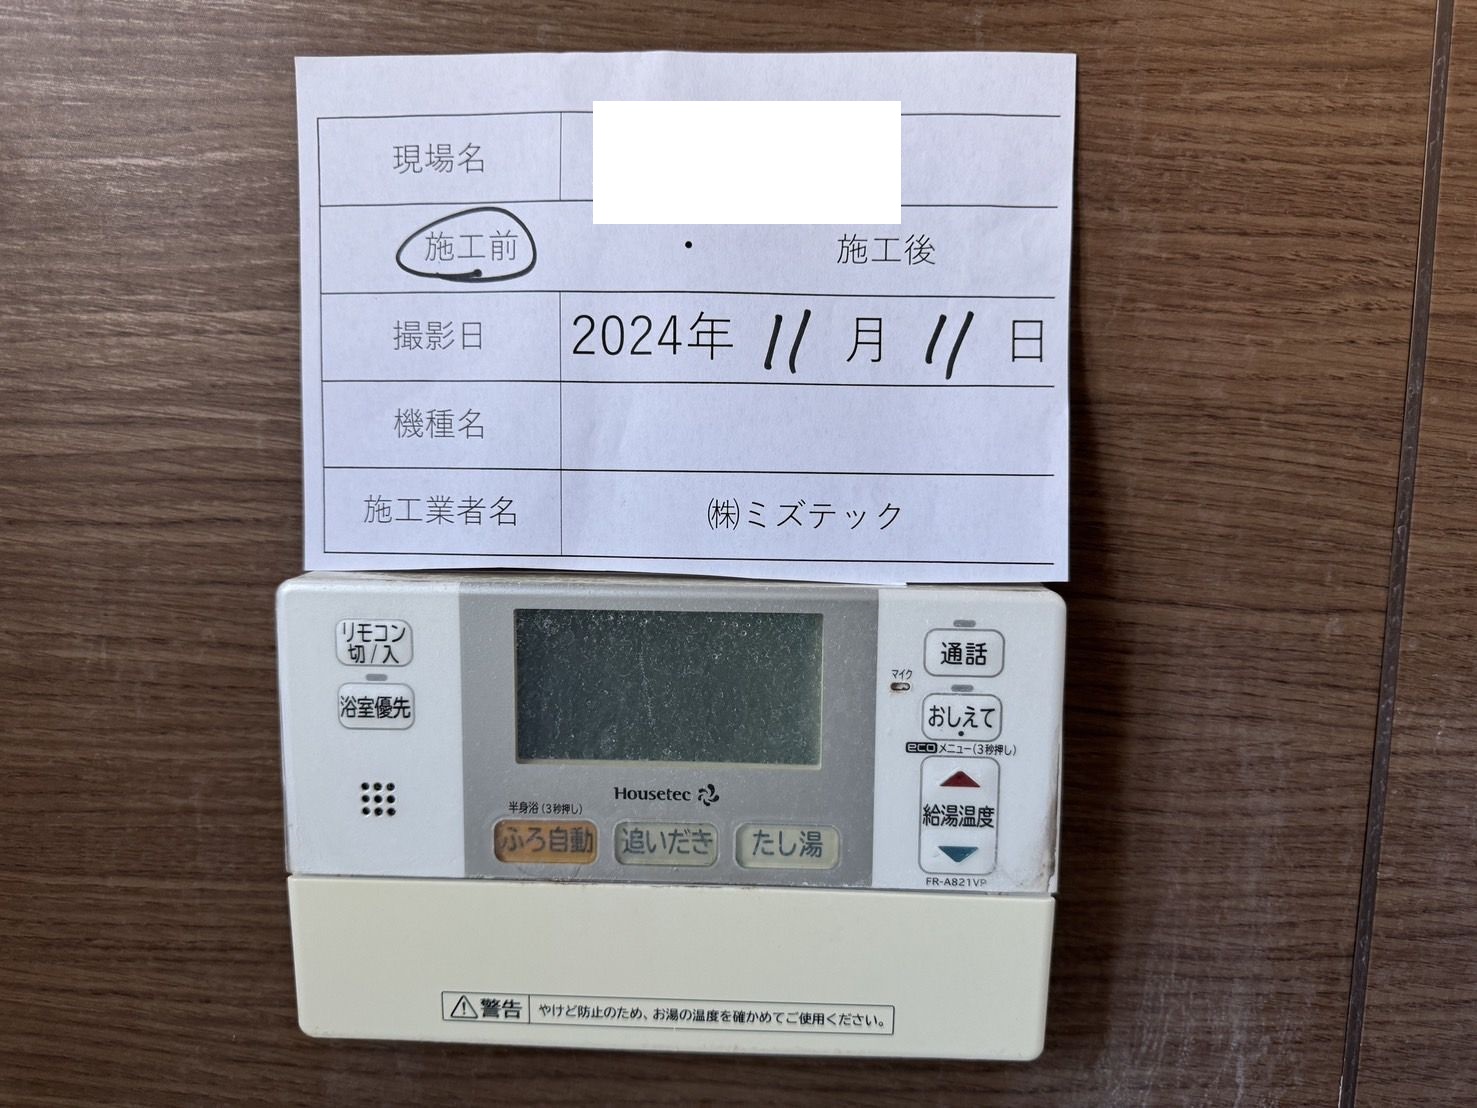 現場名
施工前 ・ 施工後
撮影日 2024年 11月 11日
機種名
施工業者名 ㈱ミズテック
リモコン
切/入
浴室優先
通話
マイク
おしえて
ecoメニュー(3秒押し)
給湯温度
FR-A821VP
Housetec
半身浴(3秒押し)
ふろ自動 追いだき たし湯
警告 やけど防止のため、お湯の温度を確かめてご使用ください。